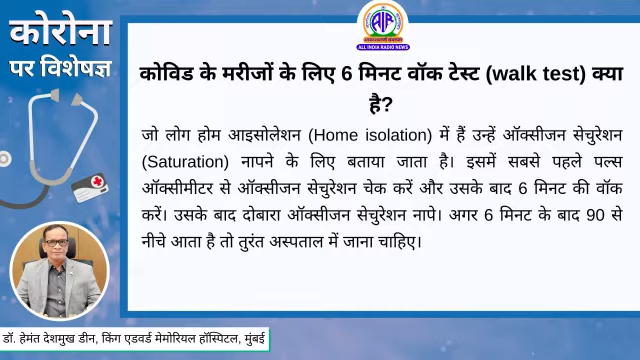 कोरोना
पर विशेषज्ञ
AIR
ALL INDIA RADIO NEWS
कोविड के मरीजों के लिए 6 मिनट वॉक टेस्ट (walk test) क्या
है?
जो लोग होम आइसोलेशन (Home isolation) में हैं उन्हें ऑक्सीजन सेचुरेशन
(Saturation) नापने के लिए बताया जाता है। इसमें सबसे पहले पल्स
ऑक्सीमीटर से ऑक्सीजन सेचुरेशन चेक करें और उसके बाद 6 मिनट की वॉक
करें। उसके बाद दोबारा ऑक्सीजन सेचुरेशन नापे। अगर 6 मिनट के बाद 90 से
नीचे आता है तो तुरंत अस्पताल में जाना चाहिए।
डॉ. हेमंत देशमुख डीन, किंग एडवर्ड मेमोरियल हॉस्पिटल, मुंबई